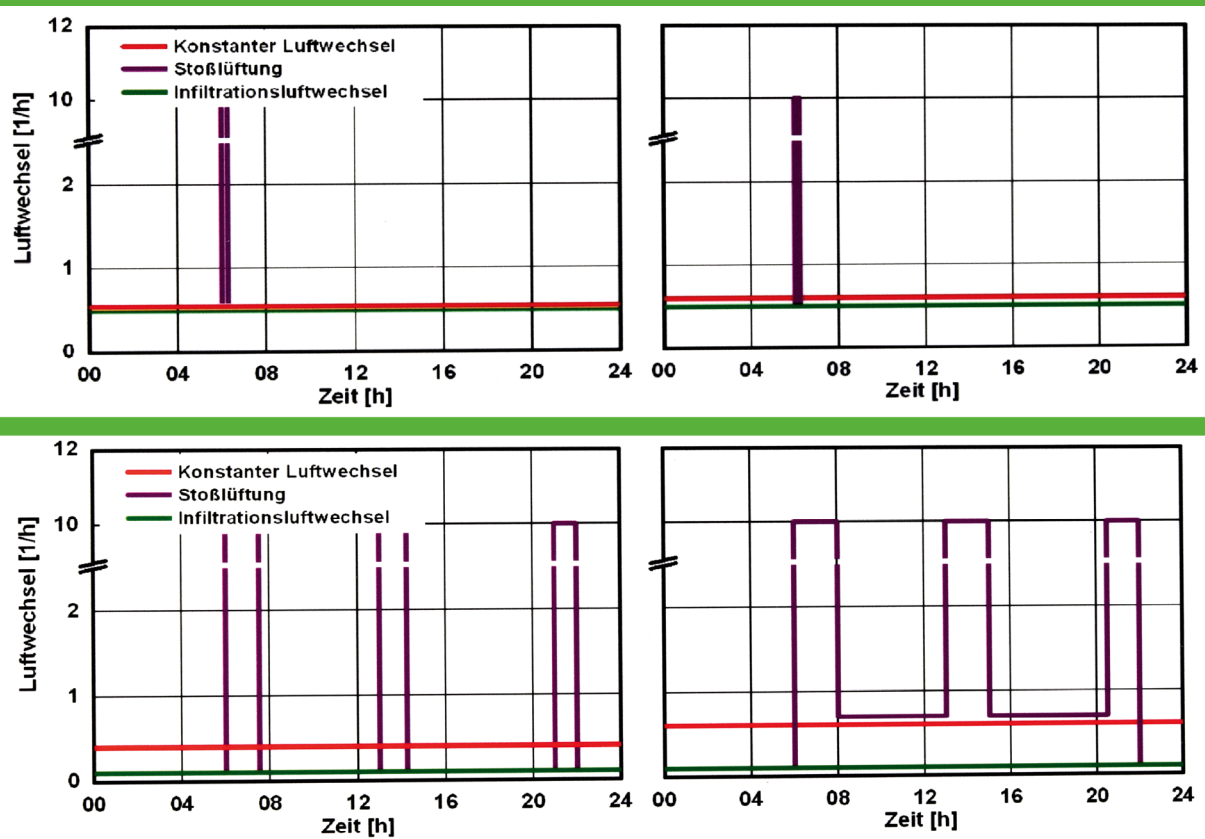 12
Konstanter Luftwechsel
Stoßlüftung
Infiltrationsluftwechsel
10
2
1
0
Luftwechsel [1/h]
00 04 08 12 16 20 24
Zeit [h]
00 04 08 12 16 20 24
Zeit [h]
12
Konstanter Luftwechsel
Stoßlüftung
Infiltrationsluftwechsel
10
2
1
0
Luftwechsel [1/h]
00 04 08 12 16 20 24
Zeit [h]
00 04 08 12 16 20 24
Zeit [h]